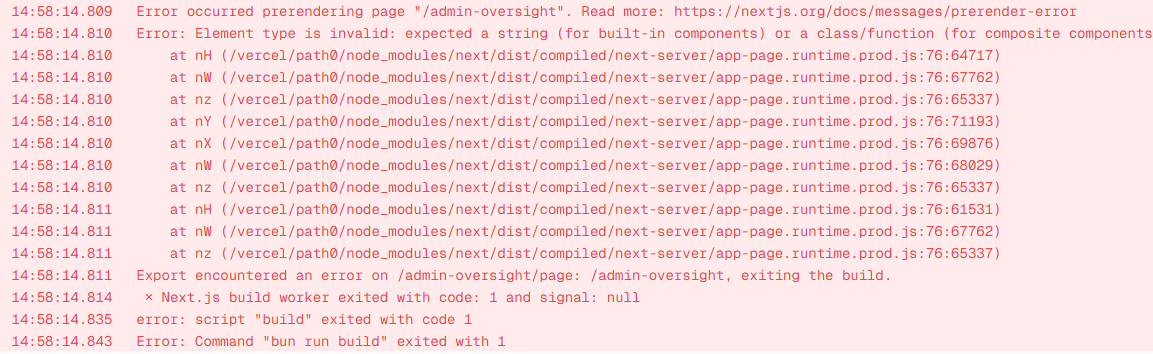 14:58:14.809 Error occurred prerendering page "/admin-oversight". Read more: https://nextjs.org/docs/messages/prerender-error
14:58:14.810 Error: Element type is invalid: expected a string (for built-in components) or a class/function (for composite components
14:58:14.810 at nH (/vercel/path0/node_modules/next/dist/compiled/next-server/app-page.runtime.prod.js:76:64717)
14:58:14.810 at nW (/vercel/path0/node_modules/next/dist/compiled/next-server/app-page.runtime.prod.js:76:67762)
14:58:14.810 at nz (/vercel/path0/node_modules/next/dist/compiled/next-server/app-page.runtime.prod.js:76:65337)
14:58:14.810 at nY (/vercel/path0/node_modules/next/dist/compiled/next-server/app-page.runtime.prod.js:76:71193)
14:58:14.810 at nX (/vercel/path0/node_modules/next/dist/compiled/next-server/app-page.runtime.prod.js:76:69876)
14:58:14.810 at nW (/vercel/path0/node_modules/next/dist/compiled/next-server/app-page.runtime.prod.js:76:68029)
14:58:14.810 at nz (/vercel/path0/node_modules/next/dist/compiled/next-server/app-page.runtime.prod.js:76:65337)
14:58:14.811 at nH (/vercel/path0/node_modules/next/dist/compiled/next-server/app-page.runtime.prod.js:76:61531)
14:58:14.811 at nW (/vercel/path0/node_modules/next/dist/compiled/next-server/app-page.runtime.prod.js:76:67762)
14:58:14.811 at nz (/vercel/path0/node_modules/next/dist/compiled/next-server/app-page.runtime.prod.js:76:65337)
14:58:14.811 Export encountered an error on /admin-oversight/page: /admin-oversight, exiting the build.
14:58:14.814 × Next.js build worker exited with code: 1 and signal: null
14:58:14.835 error: script "build" exited with code 1
14:58:14.843 Error: Command "bun run build" exited with 1